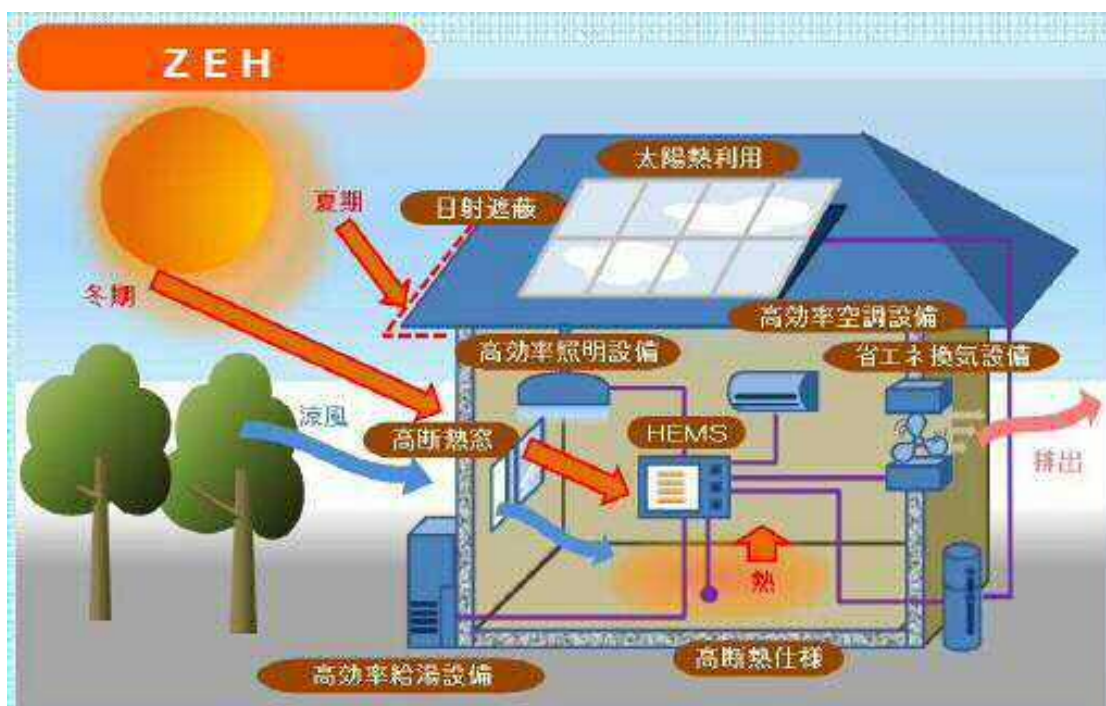 ZEH
太陽熱利用
夏期
日射遮蔽
冬期
高効率空調設備
高効率照明設備
省エネ換気設備
涼風
高断熱窓
HEMS
排出
熱
高断熱仕様
高効率給湯設備